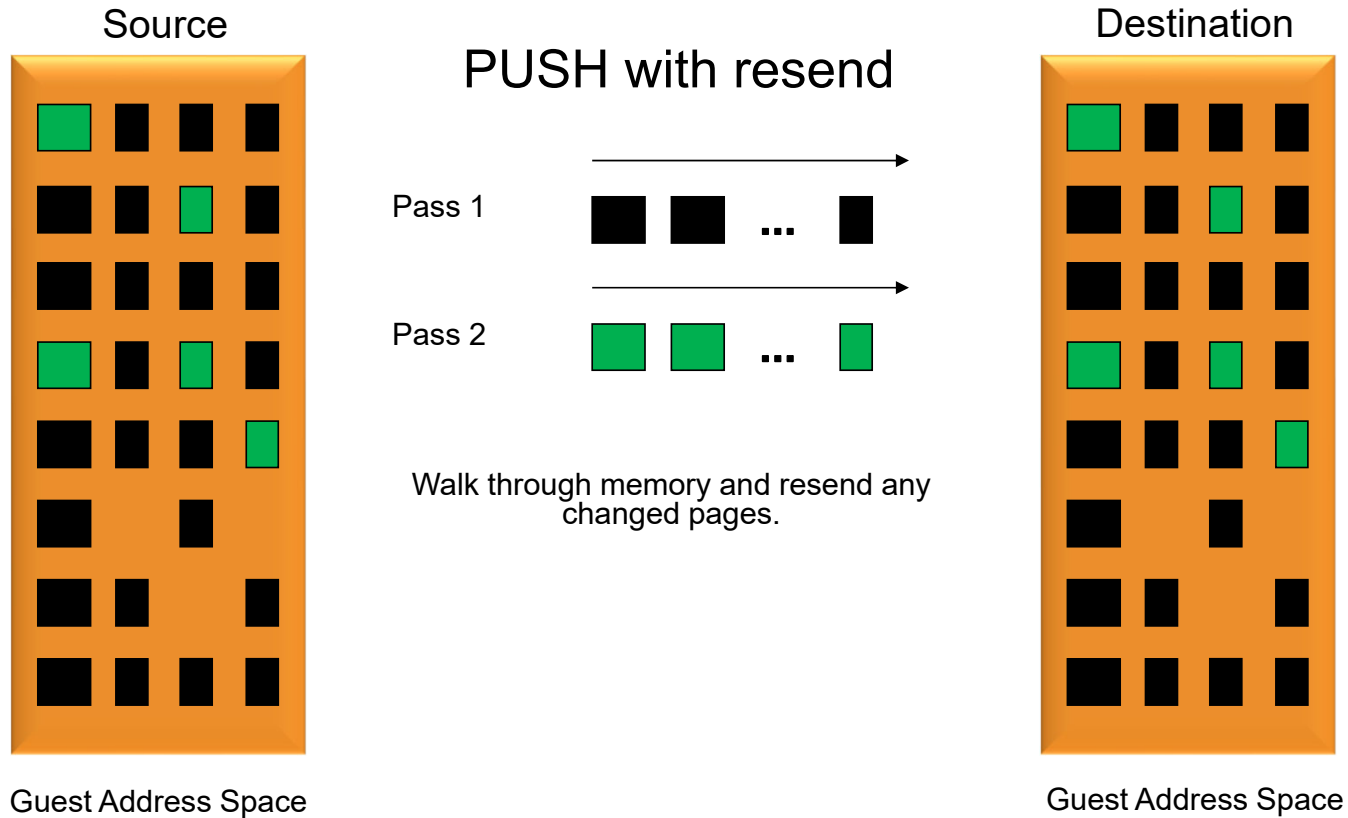 Source
PUSH with resend
Destination
Pass 1
...
Pass 2
...
Walk through memory and resend any
changed pages.
Guest Address Space
Guest Address Space